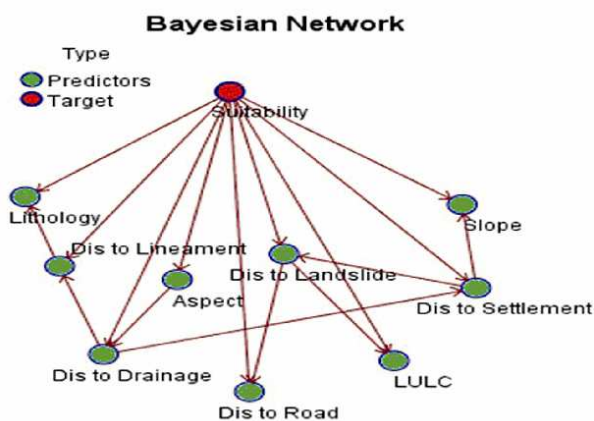 Bayesian Network
Type
Predictors
Target
Suitability
Lithology
Slope
Dis to Lineament
Dis to Landslide
Aspect
Dis to Settlement
Dis to Drainage
LULC
Dis to Road